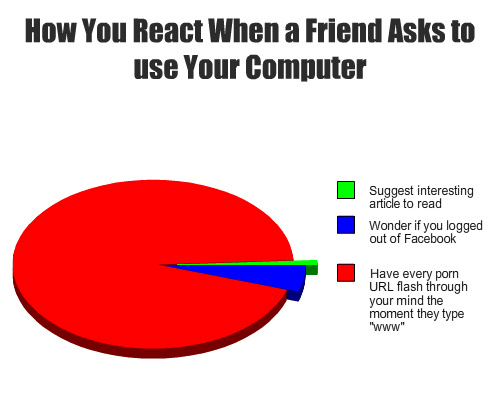 How You React When a Friend Asks to
use Your Computer
Suggest interesting
article to read
Wonder if you logged
out of Facebook
Have every porn
URL flash through
your mind the
moment they type
"www"